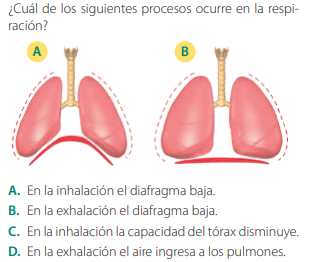 ¿Cuál de los siguientes procesos ocurre en la respi-
ración?
A B
A. En la inhalación el diafragma baja.
B. En la exhalación el diafragma baja.
C. En la inhalación la capacidad del tórax disminuye.
D. En la exhalación el aire ingresa a los pulmones.